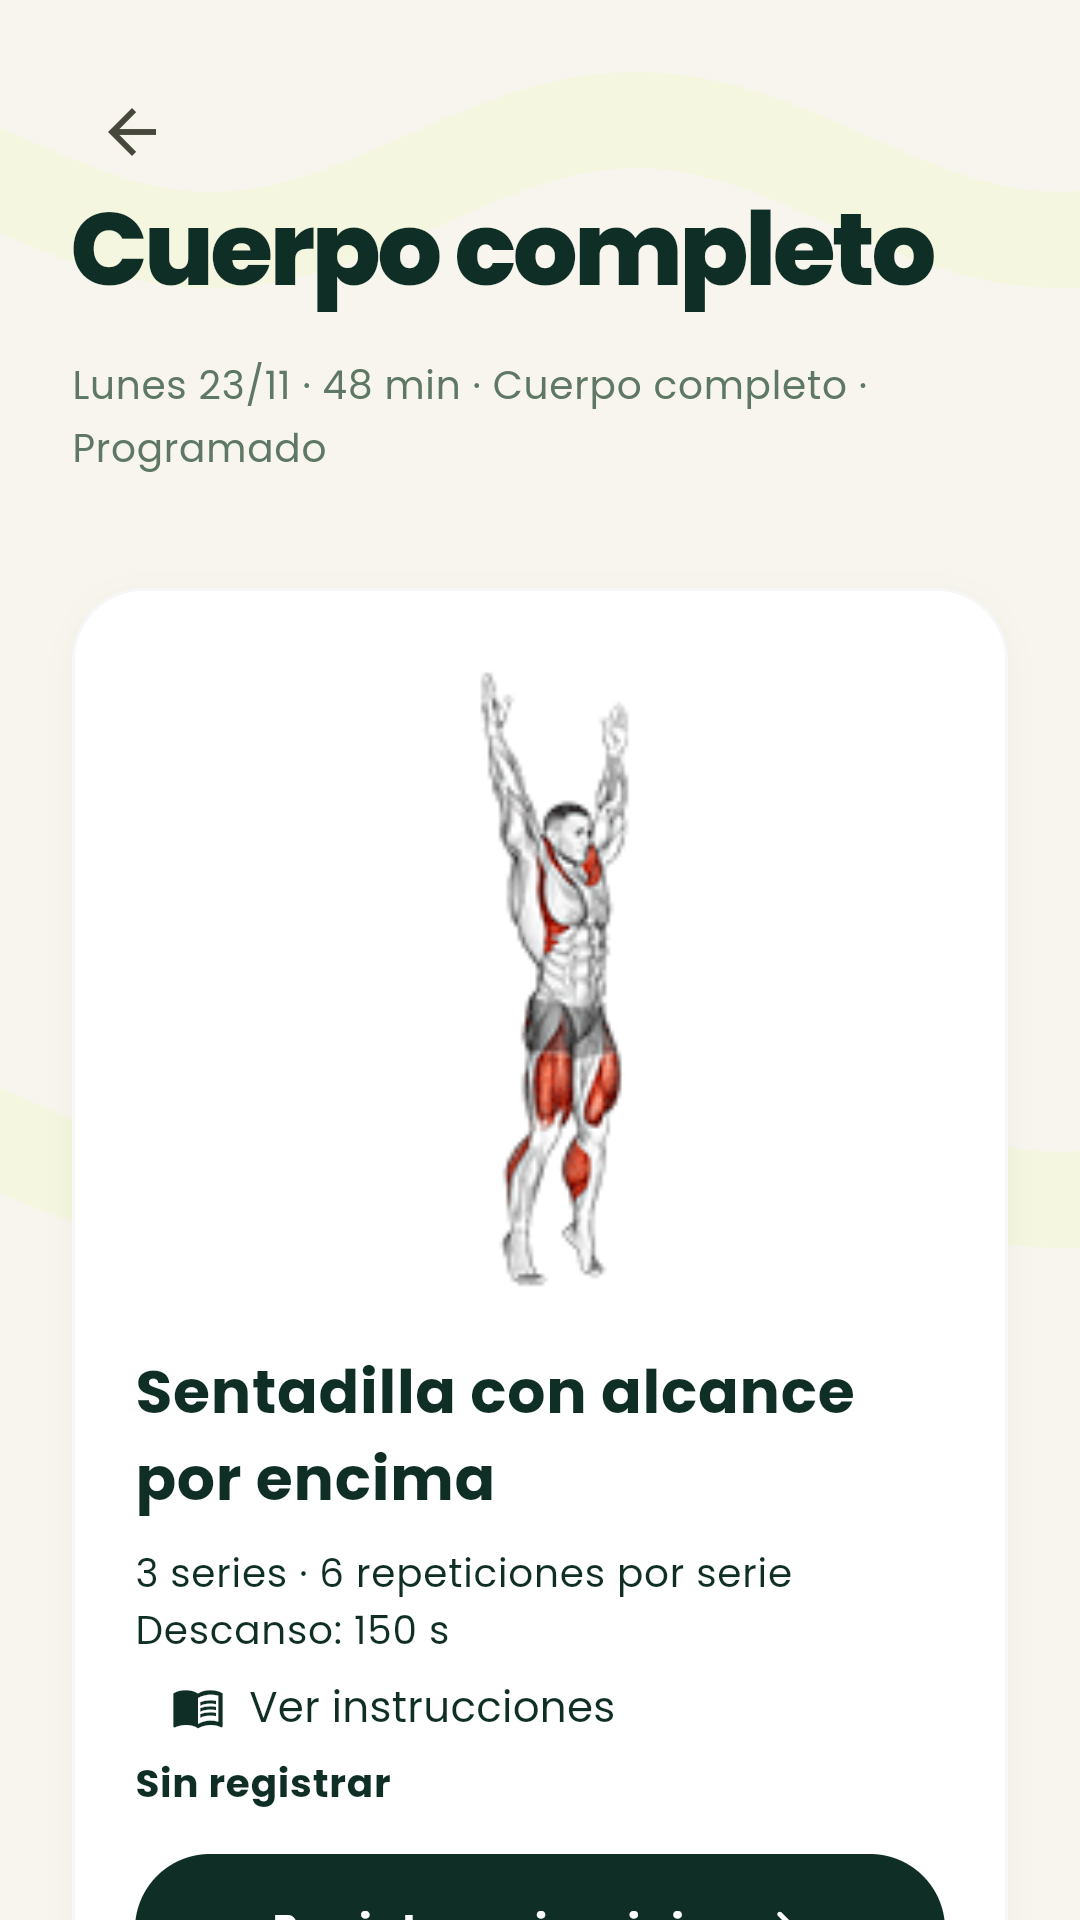 Cuerpo completo
Lunes 23/11 · 48 min · Cuerpo completo ·
Programado
Sentadilla con alcance
por encima
3 series · 6 repeticiones por serie
Descanso: 150 s
Ver instrucciones
Sin registrar